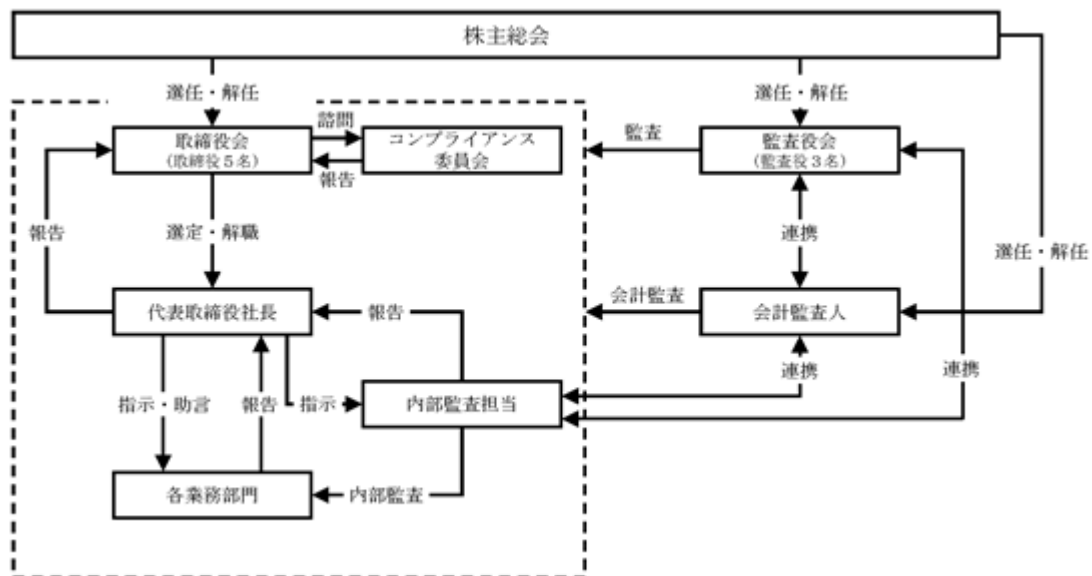 株主総会
選任・解任
選任・解任
諮問
取締役会
(取締役5名)
コンプライアンス
委員会
監査
監査役会
(監査役3名)
報告
報告
選定・解職
連携
選任・解任
会計監査
代表取締役社長
報告
会計監査人
連携
連携
指示・助言
報告
指示
内部監査担当
各業務部門
内部監査